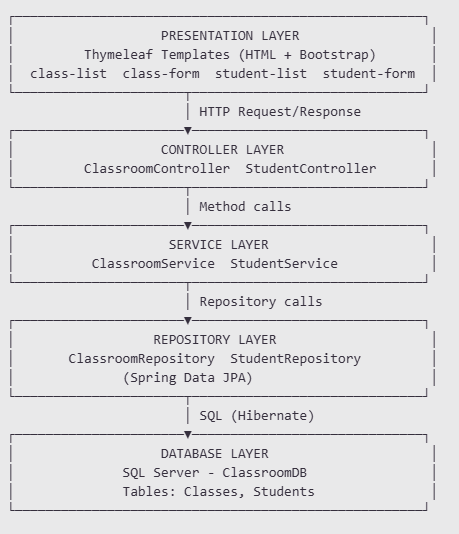 PRESENTATION LAYER
Thymeleaf Templates (HTML + Bootstrap)
class-list class-form student-list student-form
HTTP Request/Response
CONTROLLER LAYER
ClassroomController StudentController
Method calls
SERVICE LAYER
ClassroomService StudentService
Repository calls
REPOSITORY LAYER
ClassroomRepository StudentRepository
(Spring Data JPA)
SQL (Hibernate)
DATABASE LAYER
SQL Server - ClassroomDB
Tables: Classes, Students